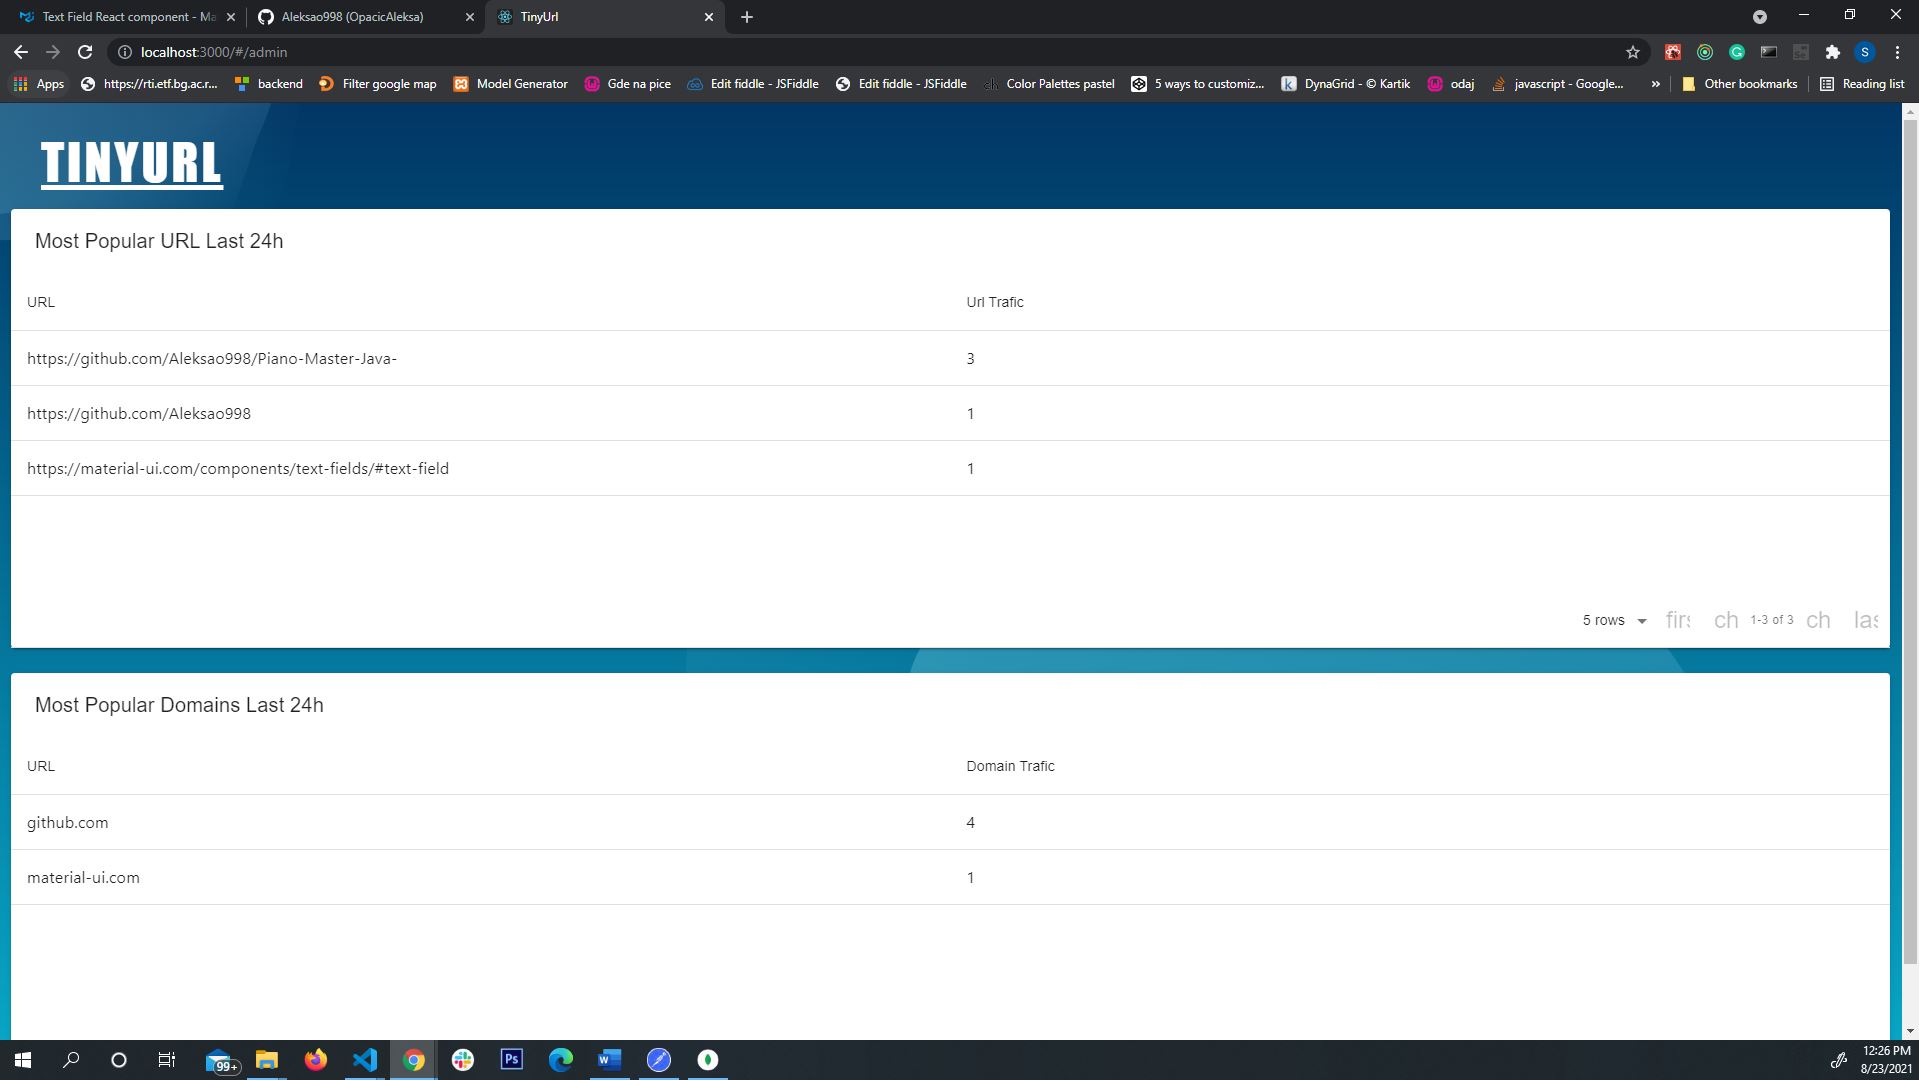 Text Field React component - Ma
Aleksao998 (OpacicAleksa)
TinyUrl
localhost:3000/#/admin
S
Apps
https://rti.etf.bg.ac.r...
backend
Filter google map
Model Generator
Gde na pice
Edit fiddle - JSFiddle
Edit fiddle - JSFiddle
Color Palettes pastel
5 ways to customiz...
DynaGrid - © Kartik
odaj
javascript - Google...
»
Other bookmarks
Reading list
TINYURL
Most Popular URL Last 24h
URL Url Trafic
https://github.com/Aleksao998/Piano-Master-Java- 3
https://github.com/Aleksao998 1
https://material-ui.com/components/text-fields/#text-field 1
5 rows firs ch 1-3 of 3 ch las
Most Popular Domains Last 24h
URL Domain Trafic
github.com 4
material-ui.com 1
99+
Ps
W
12:26 PM
8/23/2021